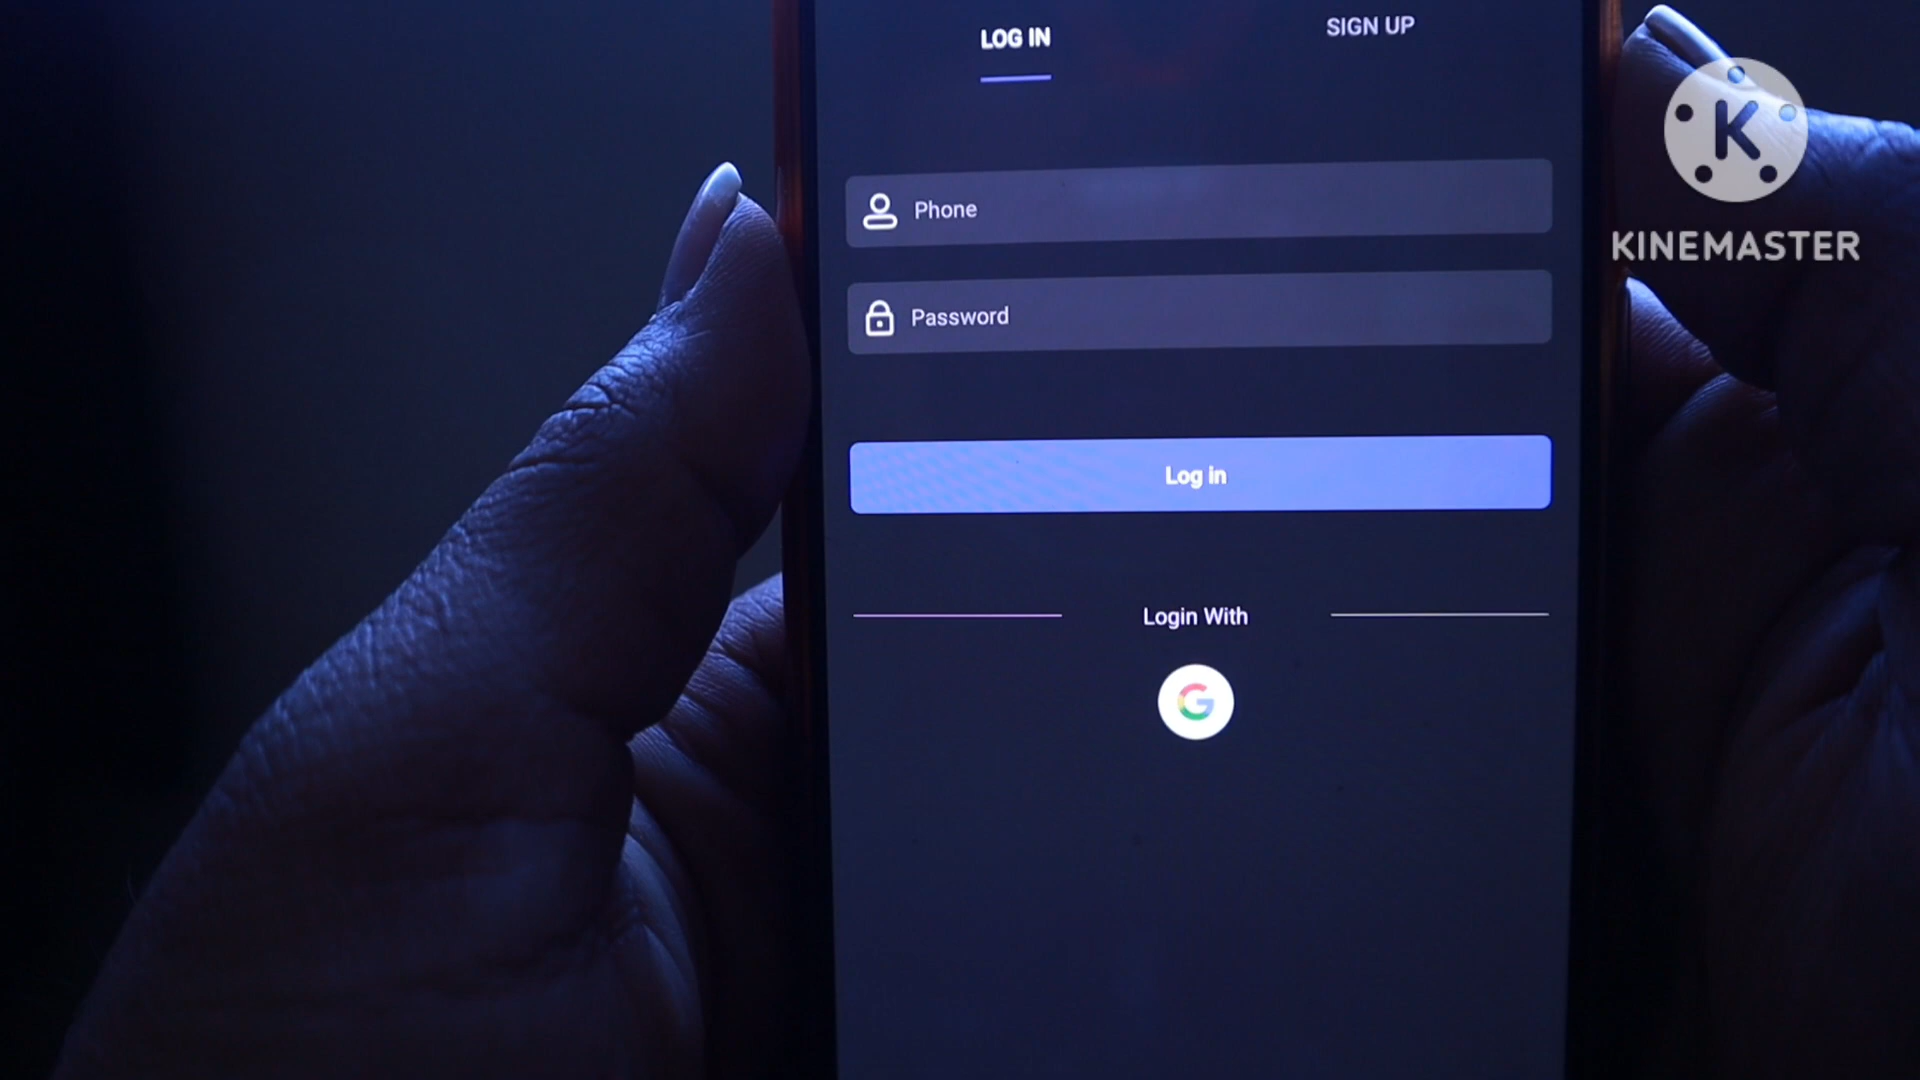 LOG IN
SIGN UP
Phone
Password
Log in
Login With
G
K
KINEMASTER